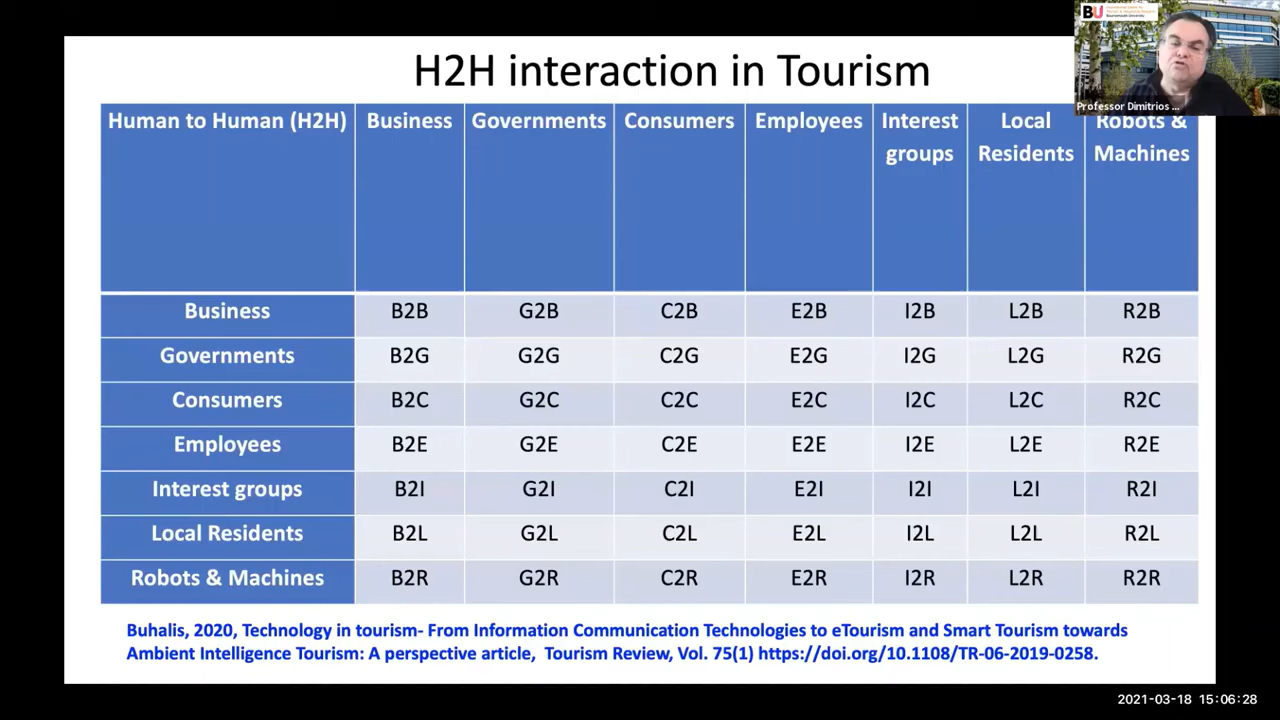 BU
Bournemouth University
Professor Dimitrios ...
H2H interaction in Tourism
Human to Human (H2H) Business Governments Consumers Employees Interest groups Local Residents Robots & Machines
Business B2B G2B C2B E2B I2B L2B R2B
Governments B2G G2G C2G E2G I2G L2G R2G
Consumers B2C G2C C2C E2C I2C L2C R2C
Employees B2E G2E C2E E2E I2E L2E R2E
Interest groups B2I G2I C2I E2I I2I L2I R2I
Local Residents B2L G2L C2L E2L I2L L2L R2L
Robots & Machines B2R G2R C2R E2R I2R L2R R2R
Buhalis, 2020, Technology in tourism- From Information Communication Technologies to eTourism and Smart Tourism towards
Ambient Intelligence Tourism: A perspective article, Tourism Review, Vol. 75(1) https://doi.org/10.1108/TR-06-2019-0258.
2021-03-18 15:06:28